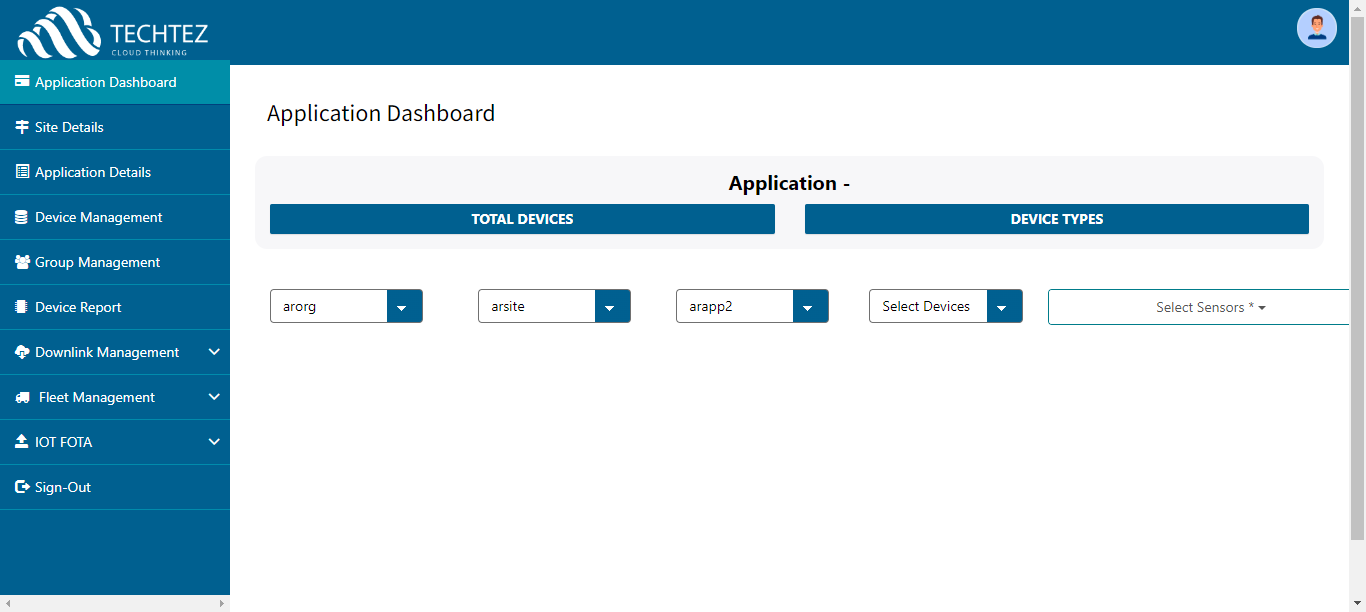 TECHTEZ
CLOUD THINKING
Application Dashboard
Site Details
Application Details
Device Management
Group Management
Device Report
Downlink Management
Fleet Management
IOT FOTA
Sign-Out
Application Dashboard
Application -
TOTAL DEVICES DEVICE TYPES
arorg arsite arapp2 Select Devices Select Sensors *